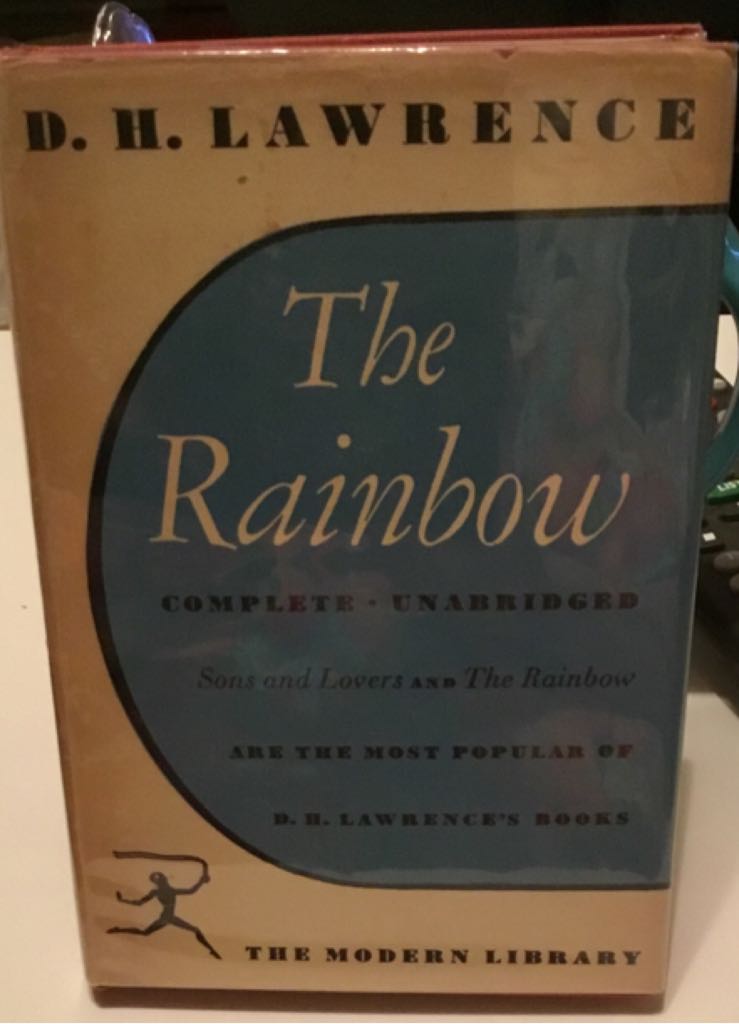 D. H. LAWRENCE
The
Rainbow
COMPLETE · UNABRIDGED
Sons and Lovers AND The Rainbow
ARE THE MOST POPULAR OF
D. H. LAWRENCE'S BOOKS
THE MODERN LIBRARY